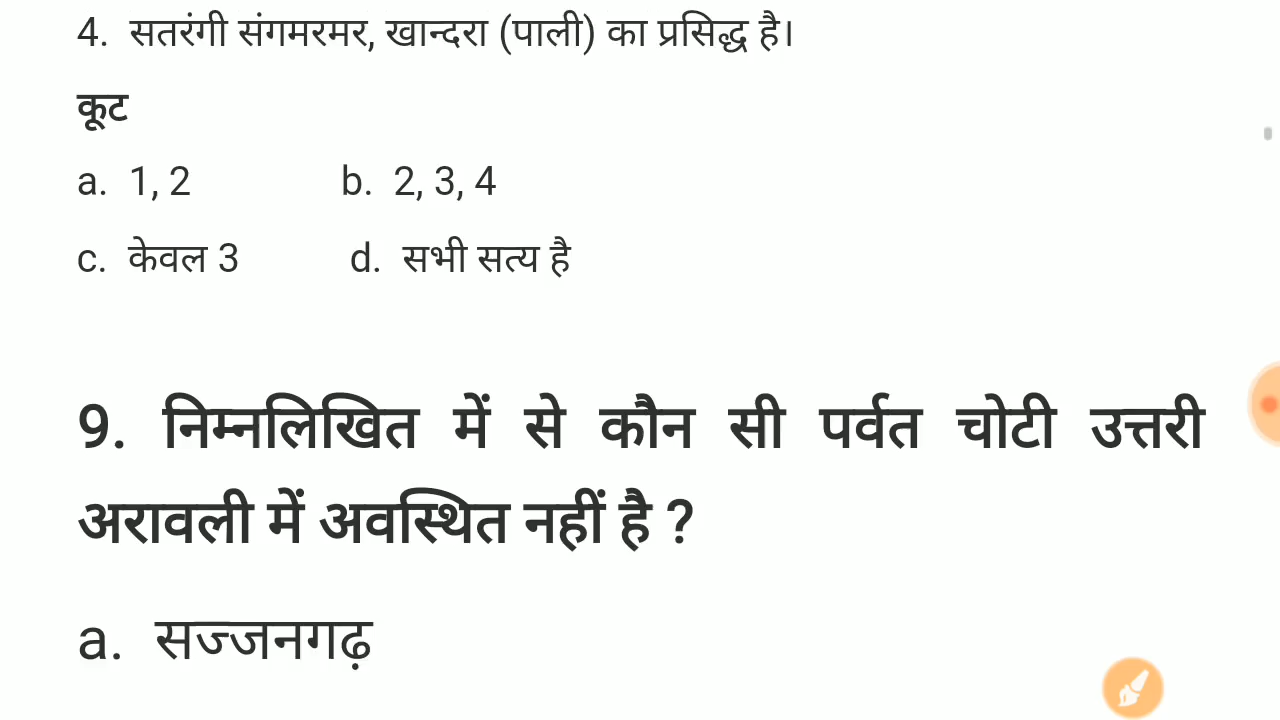 4. सतरंगी संगमरमर, खान्दरा (पाली) का प्रसिद्ध है।
कूट
a. 1, 2 b. 2, 3, 4
c. केवल 3 d. सभी सत्य है
9. निम्नलिखित में से कौन सी पर्वत चोटी उत्तरी
अरावली में अवस्थित नहीं है ?
a. सज्जनगढ़